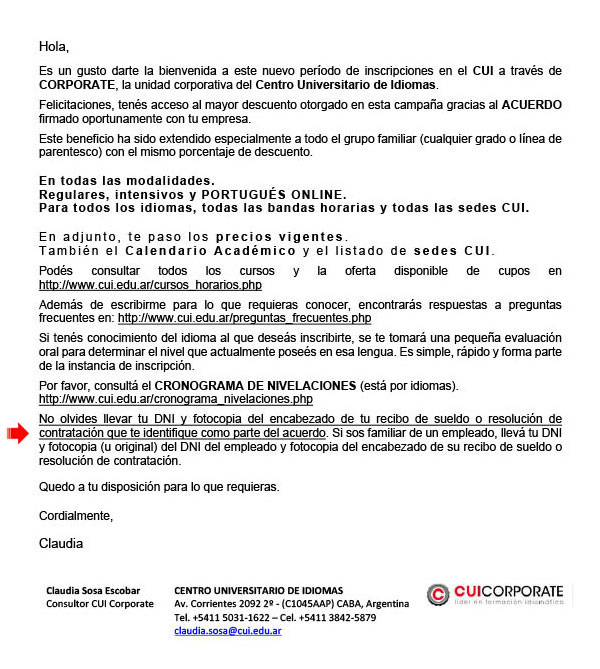 Hola,
Es un gusto darte la bienvenida a este nuevo período de inscripciones en el CUI a través de
CORPORATE, la unidad corporativa del Centro Universitario de Idiomas.
Felicitaciones, tenés acceso al mayor descuento otorgado en esta campaña gracias al ACUERDO
firmado oportunamente con tu empresa.
Este beneficio ha sido extendido especialmente a todo el grupo familiar (cualquier grado o línea de
parentesco) con el mismo porcentaje de descuento.
En todas las modalidades.
Regulares, intensivos y PORTUGUÉS ONLINE.
Para todos los idiomas, todas las bandas horarias y todas las sedes CUI.
En adjunto, te paso los precios vigentes.
También el Calendario Académico y el listado de sedes CUI.
Podés consultar todos los cursos y la oferta disponible de cupos en
http://www.cui.edu.ar/cursos_horarios.php
Además de escribirme para lo que requieras conocer, encontrarás respuestas a preguntas
frecuentes en: http://www.cui.edu.ar/preguntas_frecuentes.php
Si tenés conocimiento del idioma al que deseás inscribirte, se te tomará una pequeña evaluación
oral para determinar el nivel que actualmente poseés en esa lengua. Es simple, rápido y forma parte
de la instancia de inscripción.
Por favor, consultá el CRONOGRAMA DE NIVELACIONES (está por idiomas).
http://www.cui.edu.ar/cronograma_nivelaciones.php
No olvides llevar tu DNI y fotocopia del encabezado de tu recibo de sueldo o resolución de
contratación que te identifique como parte del acuerdo. Si sos familiar de un empleado, llevá tu DNI
y fotocopia (u original) del DNI del empleado y fotocopia del encabezado de su recibo de sueldo o
resolución de contratación.
Quedo a tu disposición para lo que requieras.
Cordialmente,
Claudia
Claudia Sosa Escobar
Consultor CUI Corporate
CENTRO UNIVERSITARIO DE IDIOMAS
Av. Corrientes 2092 2º - (C1045AAP) CABA, Argentina
Tel. +5411 5031-1622 – Cel. +5411 3842-5879
claudia.sosa@cui.edu.ar
CUICORPORATE
líder en formación idiomática